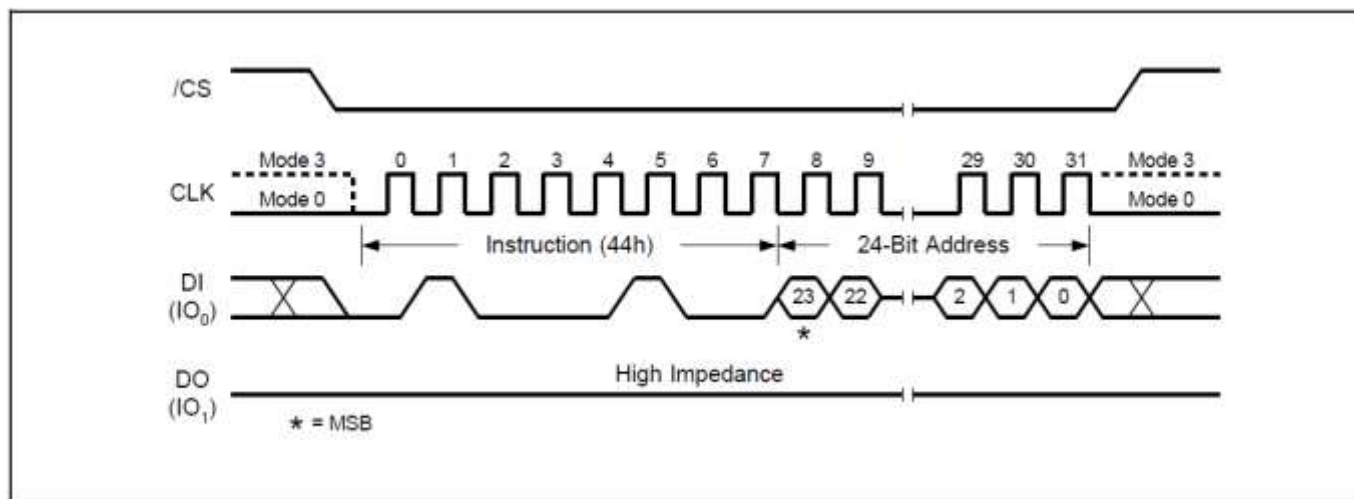 /CS
Mode 3 0 1 2 3 4 5 6 7 8 9 29 30 31 Mode 3
CLK Mode 0 Mode 0
Instruction (44h) 24-Bit Address
DI
(IO0) 23 22 2 1 0
*
DO High Impedance
(IO1)
* = MSB